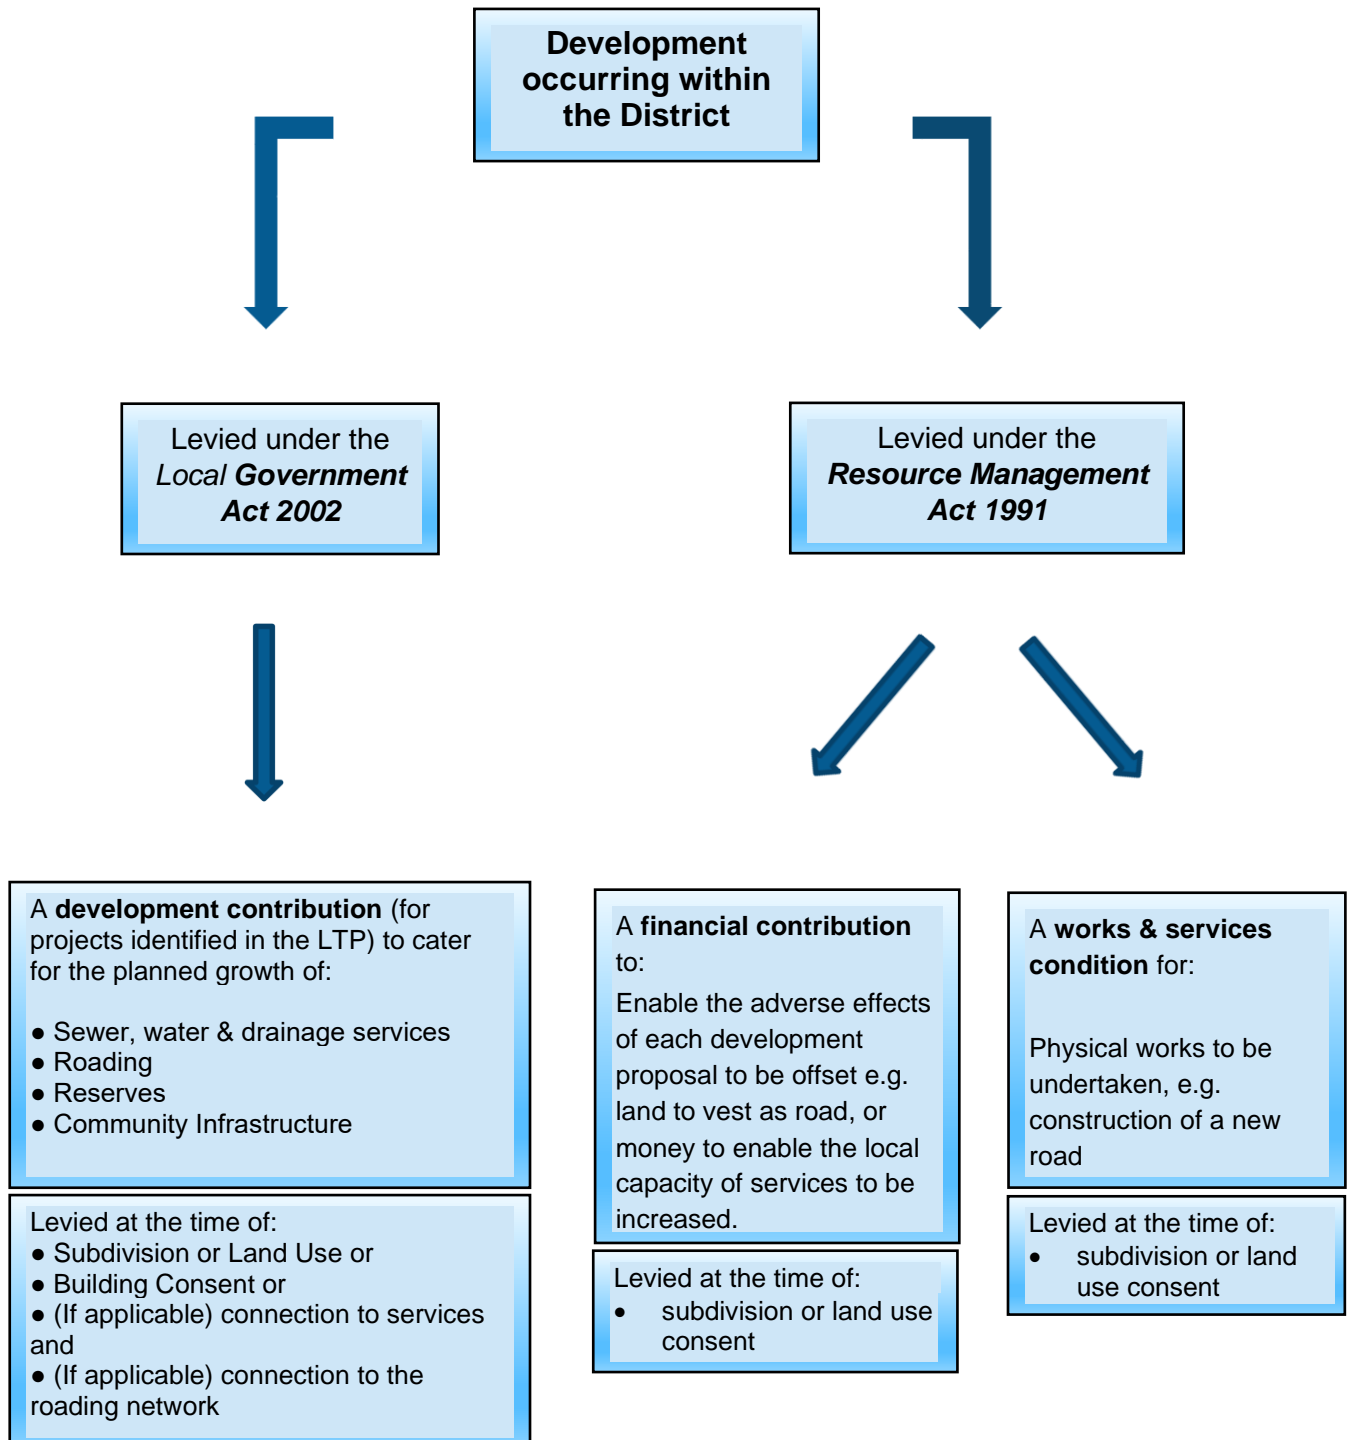 Development
occurring within
the District
Levied under the
Local Government
Act 2002
Levied under the
Resource Management
Act 1991
A development contribution (for
projects identified in the LTP) to cater
for the planned growth of:
● Sewer, water & drainage services
● Roading
● Reserves
● Community Infrastructure
Levied at the time of:
● Subdivision or Land Use or
● Building Consent or
● (If applicable) connection to services
and
● (If applicable) connection to the
roading network
A financial contribution
to:
Enable the adverse effects
of each development
proposal to be offset e.g.
land to vest as road, or
money to enable the local
capacity of services to be
increased.
Levied at the time of:
• subdivision or land use
consent
A works & services
condition for:
Physical works to be
undertaken, e.g.
construction of a new
road
Levied at the time of:
• subdivision or land
use consent